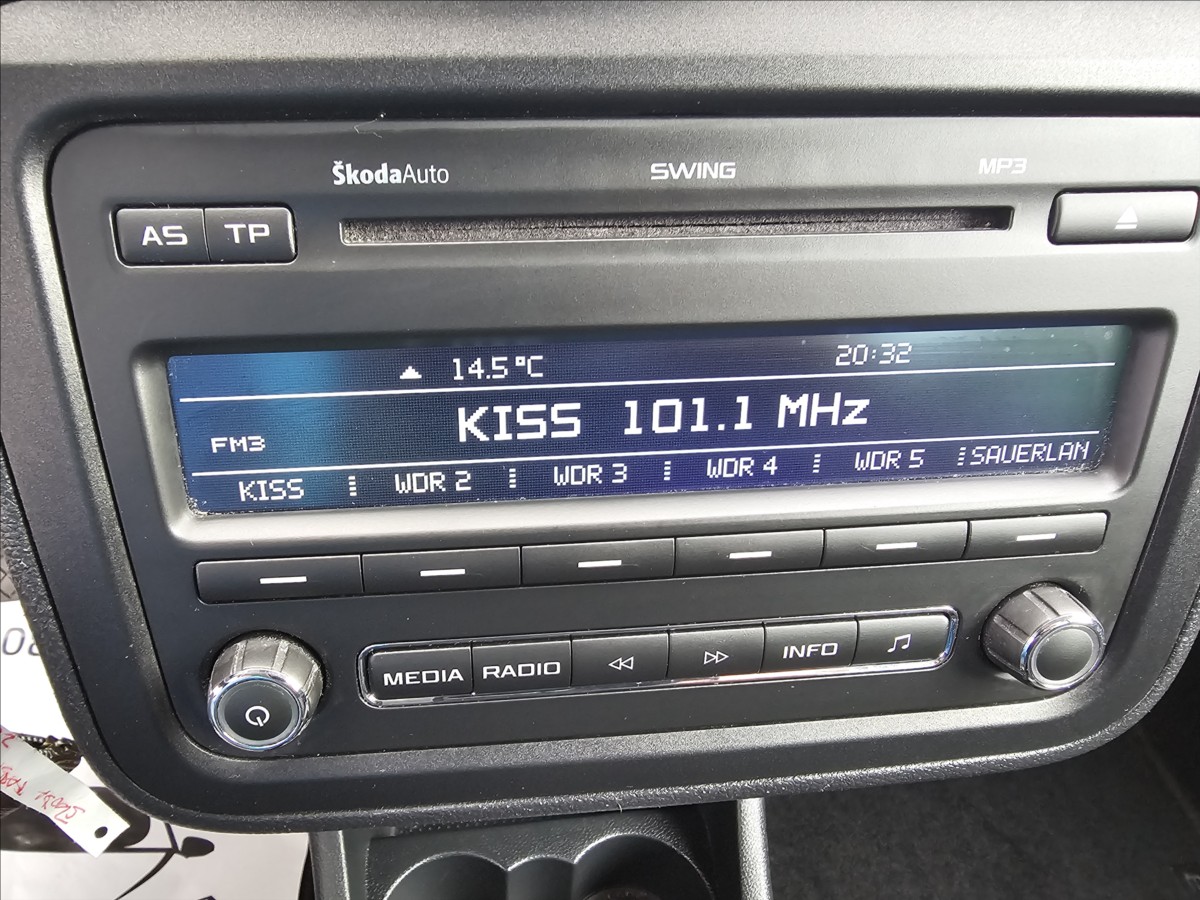 ŠkodaAuto SWING MP3
AS TP
14.5°C 20:32
KISS 101.1 MHz
FM3
KISS WDR 2 WDR 3 WDR 4 WDR 5 SAUERLAN
MEDIA RADIO INFO